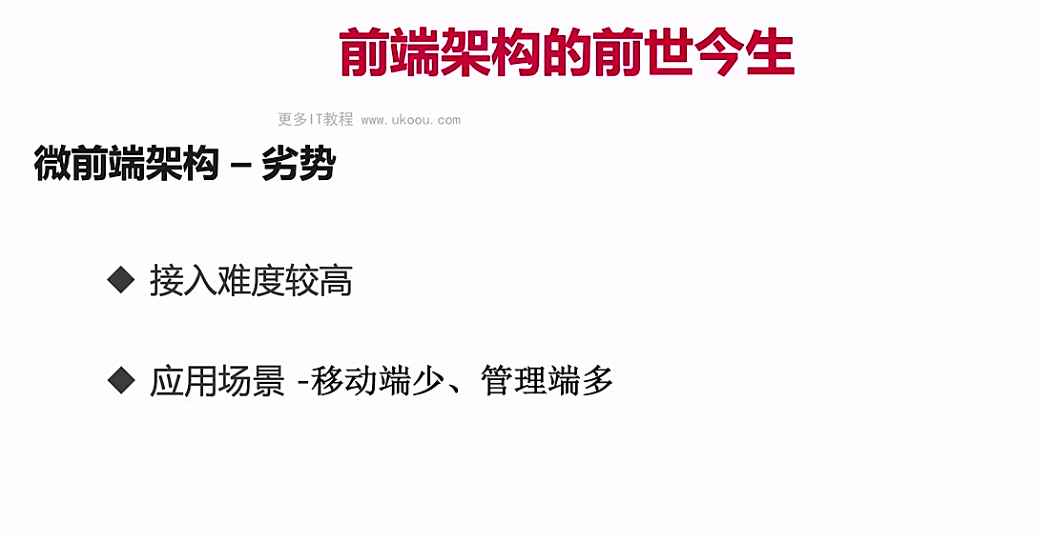 前端架构的前世今生
更多IT教程 www.ukoou.com
微前端架构 – 劣势
◆ 接入难度较高
◆ 应用场景 -移动端少、管理端多